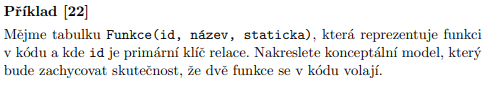 Příklad [22]
Mějme tabulku Funkce(id, název, staticka), která reprezentuje funkci
v kódu a kde id je primární klíč relace. Nakreslete konceptální model, který
bude zachycovat skutečnost, že dvě funkce se v kódu volají.